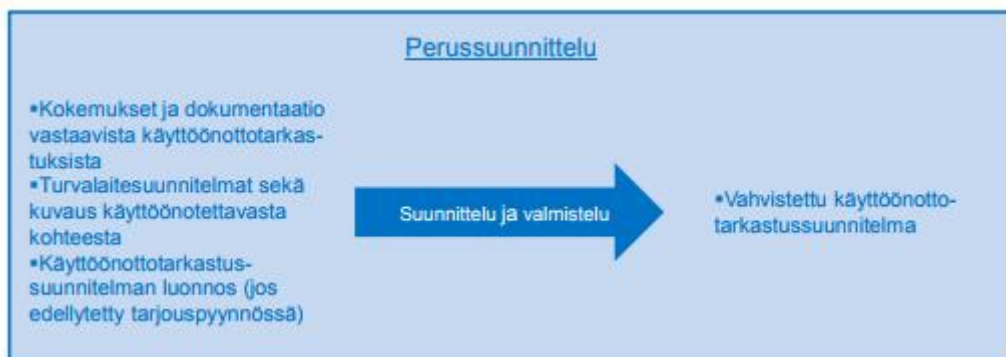 Perussuunnittelu
▪Kokemukset ja dokumentaatio
vastaavista käyttöönottotarkas-
tuksista
▪Turvalaitesuunnitelmat sekä
kuvaus käyttöönotettavasta
kohteesta
▪Käyttöönottotarkastus-
suunnitelman luonnos (jos
edellytetty tarjouspyynnössä)
Suunnittelu ja valmistelu
▪Vahvistettu käyttöönotto-
tarkastussuunnitelma